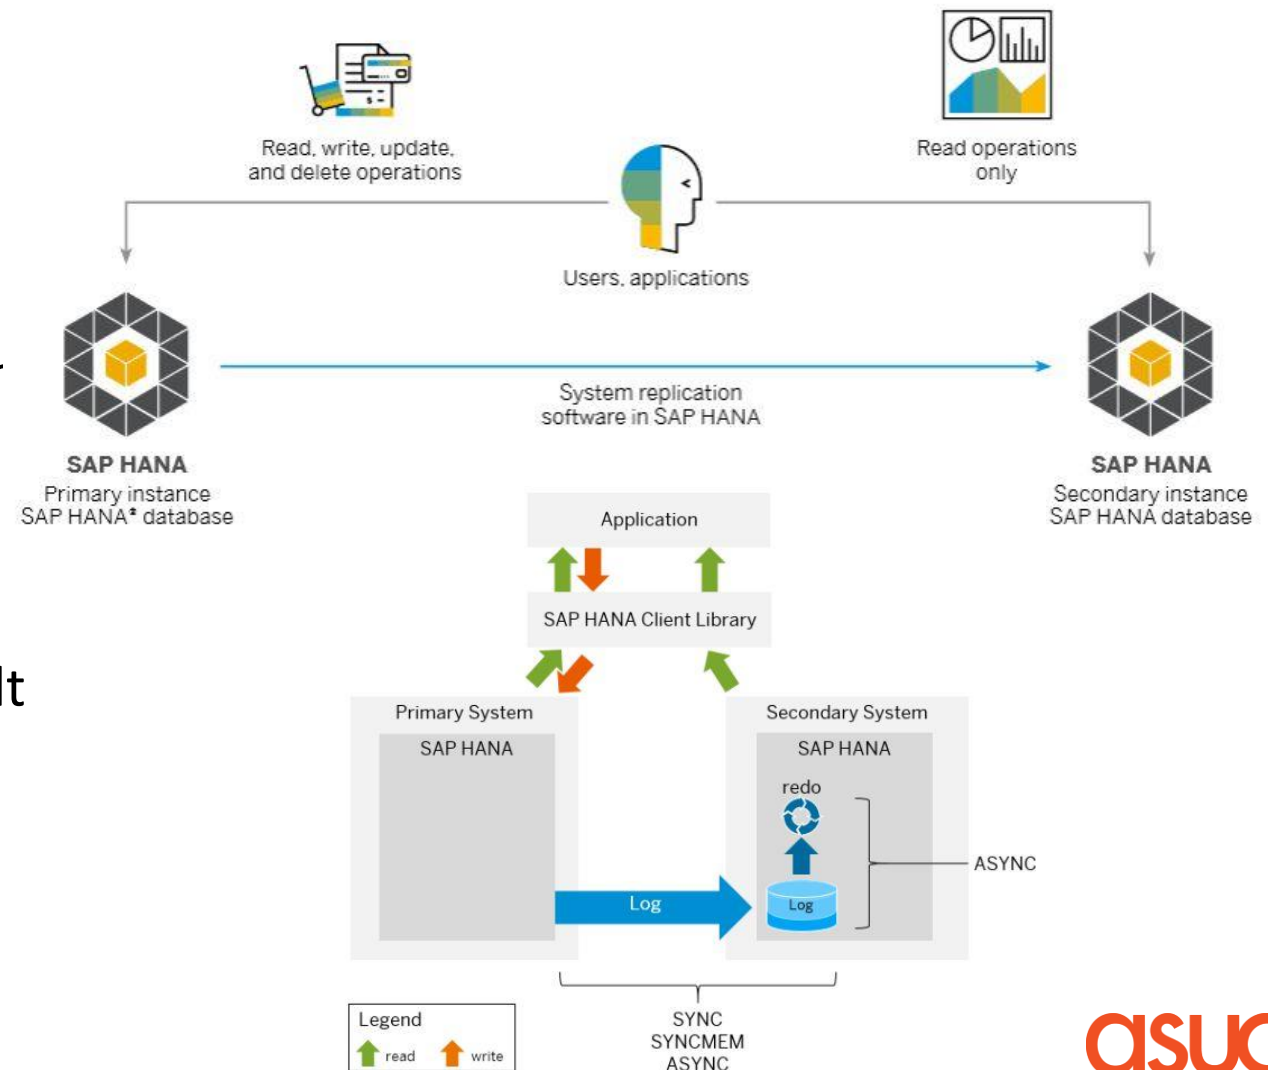 Read, write, update,
and delete operations
Read operations
only
Users, applications
System replication
software in SAP HANA
SAP HANA
Primary instance
SAP HANA* database
SAP HANA
Secondary instance
SAP HANA database
Application
SAP HANA Client Library
lt
Primary System
SAP HANA
Secondary System
SAP HANA
redo
ASYNC
Log
Log
SYNC
SYNCMEM
ASYNC
Legend
read
write